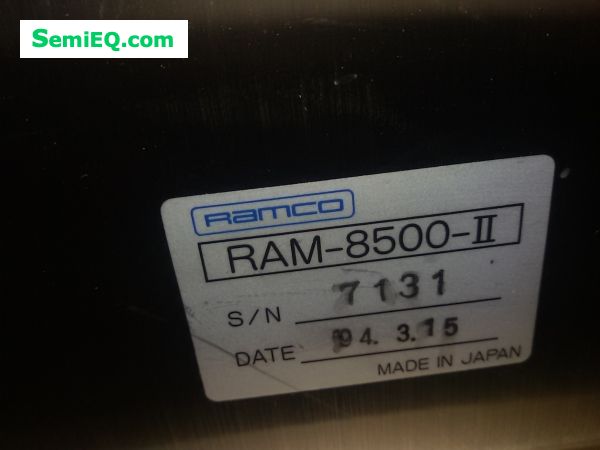 SemiEQ.com
RAMCO
RAM-8500-II
S/N 7131
DATE '94. 3.15
MADE IN JAPAN